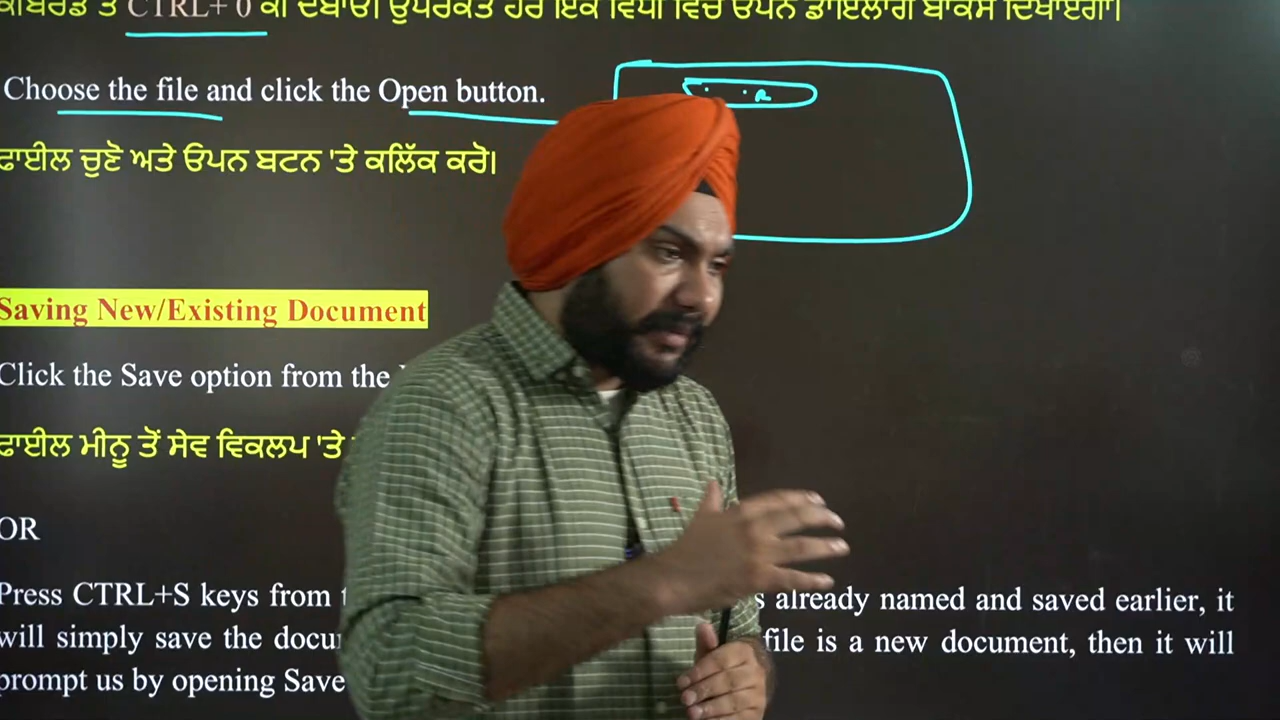 ਕੀਬੋਰਡ ਤੋਂ CTRL+ 0 ਕੀ ਦਬਾਓ। ਉਪਰੋਕਤ ਹਰ ਇਕ ਵਿਧੀ ਵਿਚ ਓਪਨ ਡਾਇਲਾਗ ਬਾਕਸ ਦਿਖਾਏਗਾ।
Choose the file and click the Open button.
ਫਾਈਲ ਚੁਣੋ ਅਤੇ ਓਪਨ ਬਟਨ 'ਤੇ ਕਲਿੱਕ ਕਰੋ।
Saving New/Existing Document
Click the Save option from the
ਫਾਈਲ ਮੀਨੂ ਤੋਂ ਸੇਵ ਵਿਕਲਪ 'ਤੇ
OR
Press CTRL+S keys from already named and saved earlier, it
will simply save the file is a new document, then it will
prompt us by opening Save